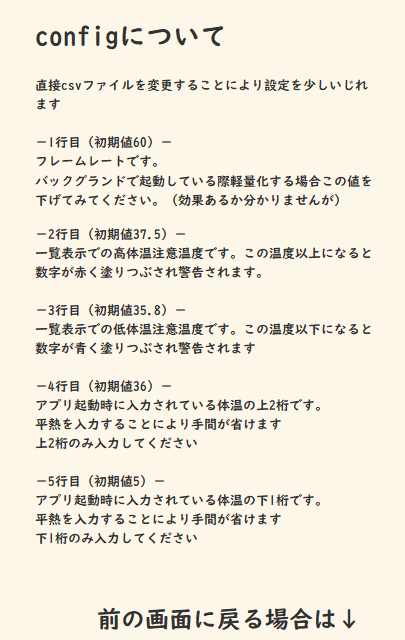 configについて
直接csvファイルを変更することにより設定を少しいじれ
ます
ー1行目（初期値60）ー
フレームレートです。
バックグランドで起動している際軽量化する場合この値を
下げてみてください。（効果あるか分かりませんが）
ー2行目（初期値37.5）ー
一覧表示での高体温注意温度です。この温度以上になると
数字が赤く塗りつぶされ警告されます。
ー3行目（初期値35.8）ー
一覧表示での低体温注意温度です。この温度以下になると
数字が青く塗りつぶされ警告されます
ー4行目（初期値36）ー
アプリ起動時に入力されている体温の上2桁です。
平熱を入力することにより手間が省けます
上2桁のみ入力してください
ー5行目（初期値5）ー
アプリ起動時に入力されている体温の下1桁です。
平熱を入力することにより手間が省けます
下1桁のみ入力してください
前の画面に戻る場合は↓